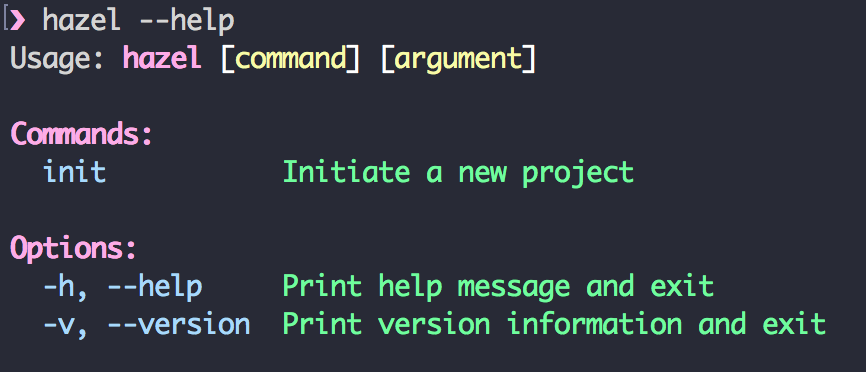 ❯ hazel --help
Usage: hazel [command] [argument]
Commands:
init Initiate a new project
Options:
-h, --help Print help message and exit
-v, --version Print version information and exit